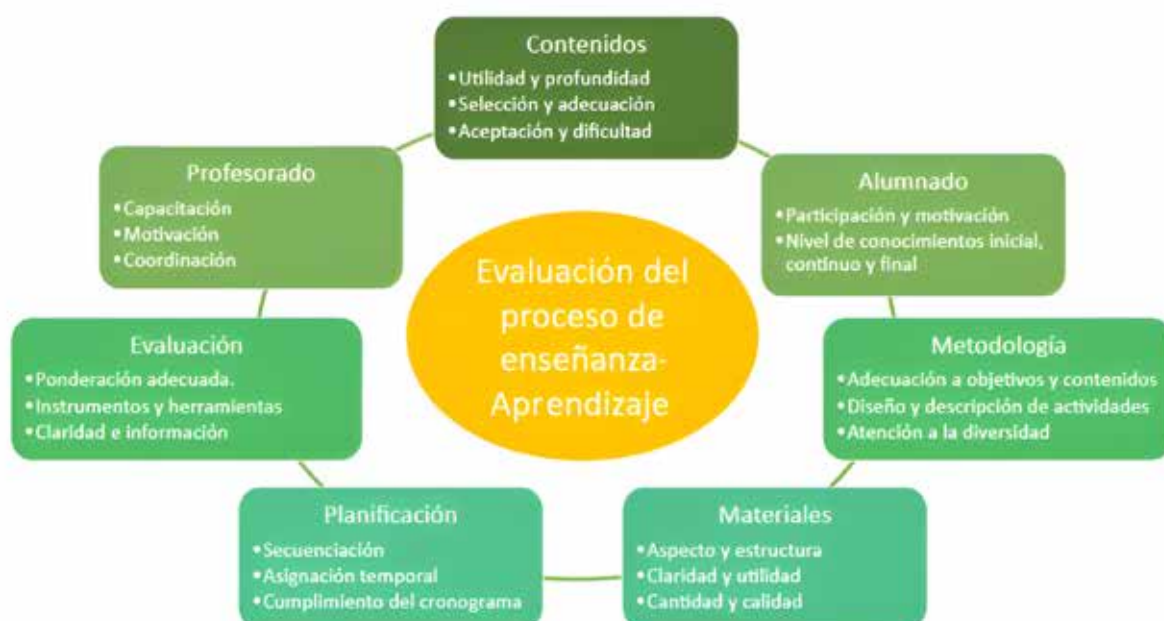 Contenidos
•Utilidad y profundidad
•Selección y adecuación
•Aceptación y dificultad
Profesorado
•Capacitación
•Motivación
•Coordinación
Alumnado
•Participación y motivación
•Nivel de conocimientos inicial,
continuo y final
Evaluación del
proceso de
enseñanza-
Aprendizaje
Evaluación
•Ponderación adecuada.
•Instrumentos y herramientas
•Claridad e información
Metodología
•Adecuación a objetivos y contenidos
•Diseño y descripción de actividades
•Atención a la diversidad
Planificación
•Secuenciación
•Asignación temporal
•Cumplimiento del cronograma
Materiales
•Aspecto y estructura
•Claridad y utilidad
•Cantidad y calidad